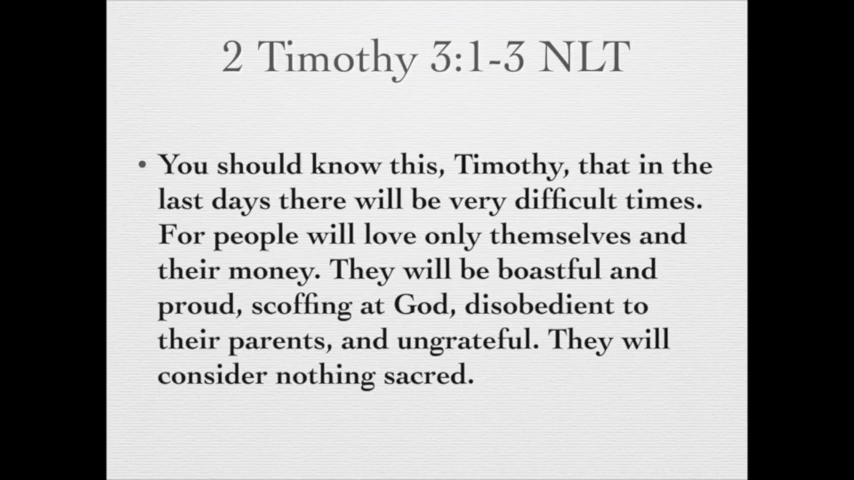 2 Timothy 3:1-3 NLT
• You should know this, Timothy, that in the
last days there will be very difficult times.
For people will love only themselves and
their money. They will be boastful and
proud, scoffing at God, disobedient to
their parents, and ungrateful. They will
consider nothing sacred.